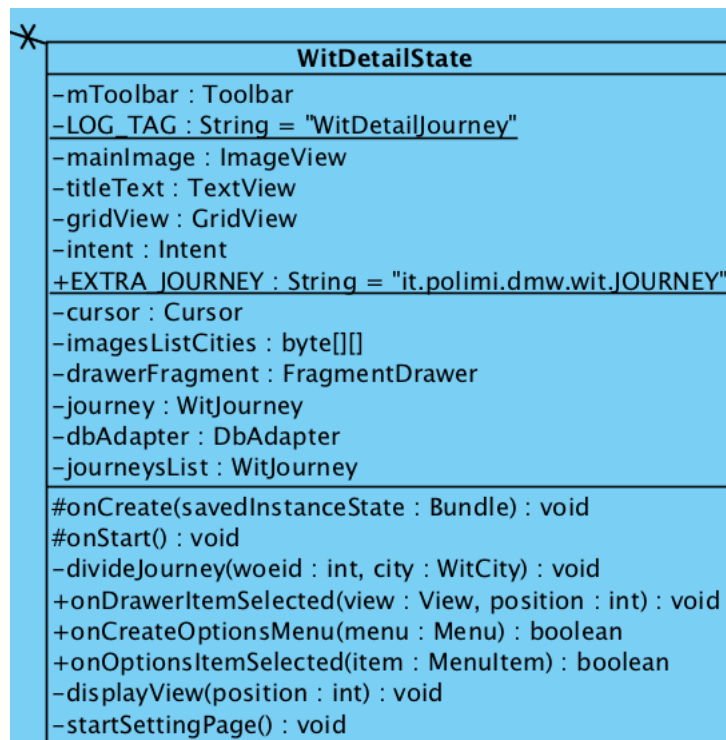 WitDetailState
-mToolbar : Toolbar
-LOG_TAG : String = "WitDetailJourney"
-mainImage : ImageView
-titleText : TextView
-gridView : GridView
-intent : Intent
+EXTRA_JOURNEY : String = "it.polimi.dmw.wit.JOURNEY"
-cursor : Cursor
-imagesListCities : byte[][]
-drawerFragment : FragmentDrawer
-journey : WitJourney
-dbAdapter : DbAdapter
-journeysList : WitJourney
#onCreate(savedInstanceState : Bundle) : void
#onStart() : void
-divideJourney(woeid : int, city : WitCity) : void
+onDrawerItemSelected(view : View, position : int) : void
+onCreateOptionsMenu(menu : Menu) : boolean
+onOptionsItemSelected(item : MenuItem) : boolean
-displayView(position : int) : void
-startSettingPage() : void